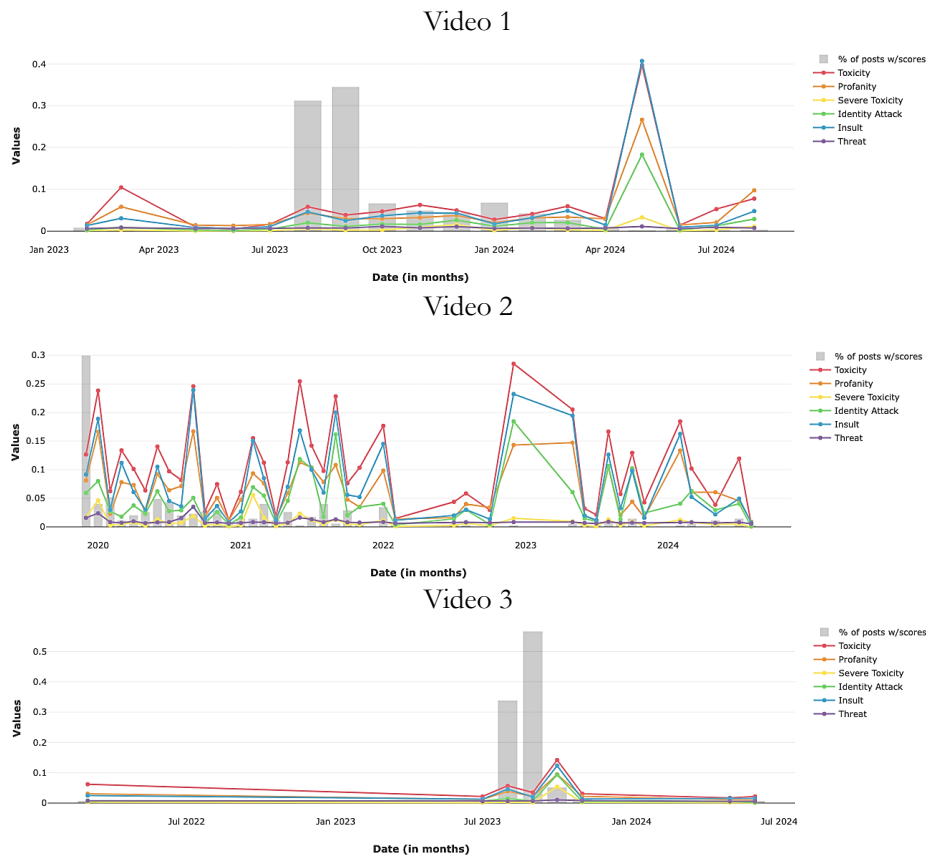 Video 1
0.4
0.3
0.2
0.1
0
Values
Jan 2023 Apr 2023 Jul 2023 Oct 2023 Jan 2024 Apr 2024 Jul 2024
Date (in months)
% of posts w/scores
Toxicity
Profanity
Severe Toxicity
Identity Attack
Insult
Threat
Video 2
0.3
0.25
0.2
0.15
0.1
0.05
0
Values
2020 2021 2022 2023 2024
Date (in months)
% of posts w/scores
Toxicity
Profanity
Severe Toxicity
Identity Attack
Insult
Threat
Video 3
0.5
0.4
0.3
0.2
0.1
0
Values
Jul 2022 Jan 2023 Jul 2023 Jan 2024 Jul 2024
Date (in months)
% of posts w/scores
Toxicity
Profanity
Severe Toxicity
Identity Attack
Insult
Threat